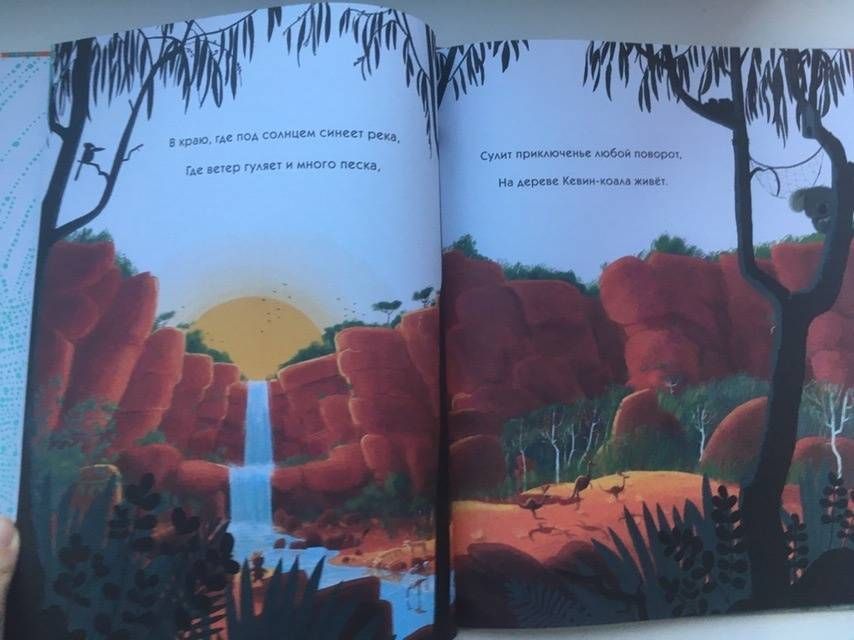 В краю, где под солнцем синеет река,
Где ветер гуляет и много песка,
Сулит приключенье любой поворот,
На дереве Кевин-коала живёт.